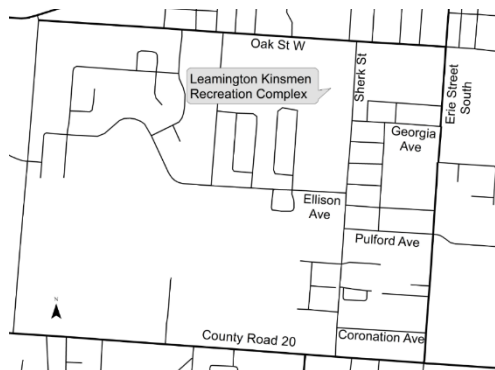 Oak St W
Leamington Kinsmen
Recreation Complex
Sherk St
Erie Street
South
Georgia
Ave
Ellison
Ave
Pulford Ave
N
County Road 20
Coronation Ave